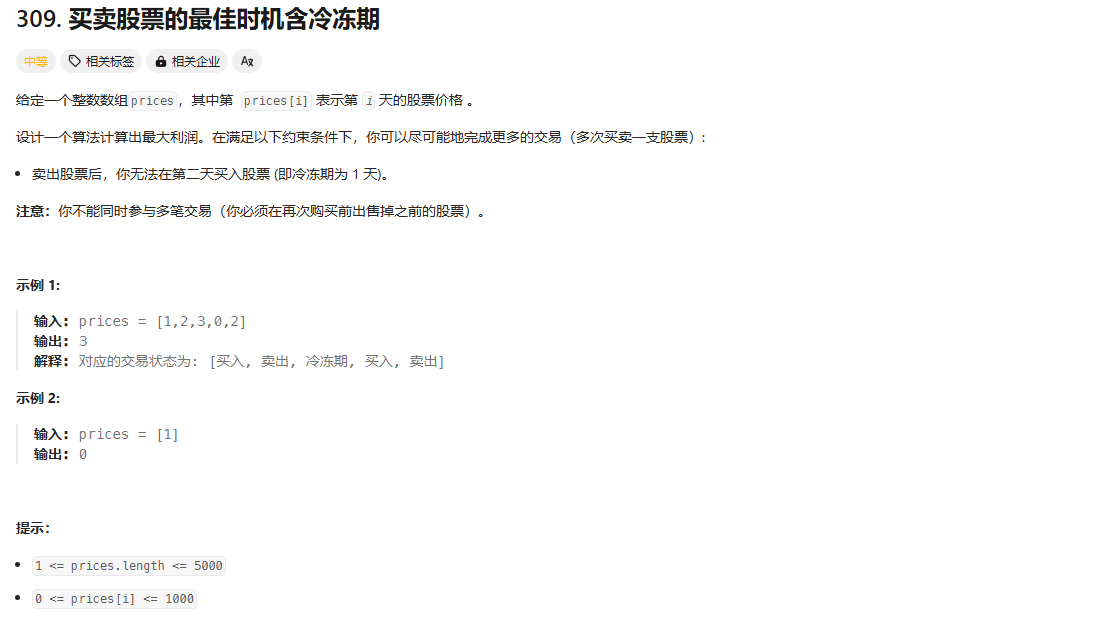 309. 买卖股票的最佳时机含冷冻期
中等 相关标签 相关企业 Aあ
给定一个整数数组prices，其中第 prices[i] 表示第 i 天的股票价格 。
设计一个算法计算出最大利润。在满足以下约束条件下，你可以尽可能地完成更多的交易（多次买卖一支股票）:
• 卖出股票后，你无法在第二天买入股票 (即冷冻期为 1 天)。
注意：你不能同时参与多笔交易（你必须在再次购买前出售掉之前的股票）。
示例 1:
输入: prices = [1,2,3,0,2]
输出: 3
解释: 对应的交易状态为: [买入, 卖出, 冷冻期, 买入, 卖出]
示例 2:
输入: prices = [1]
输出: 0
提示：
• 1 <= prices.length <= 5000
• 0 <= prices[i] <= 1000